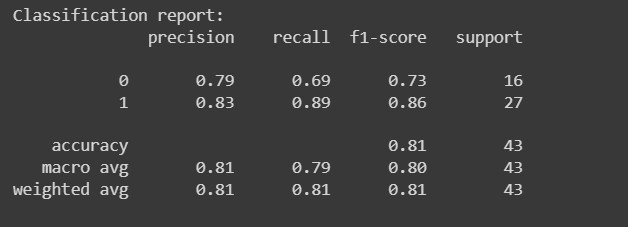 Classification report:
precision recall f1-score support
0 0.79 0.69 0.73 16
1 0.83 0.89 0.86 27
accuracy 0.81 43
macro avg 0.81 0.79 0.80 43
weighted avg 0.81 0.81 0.81 43